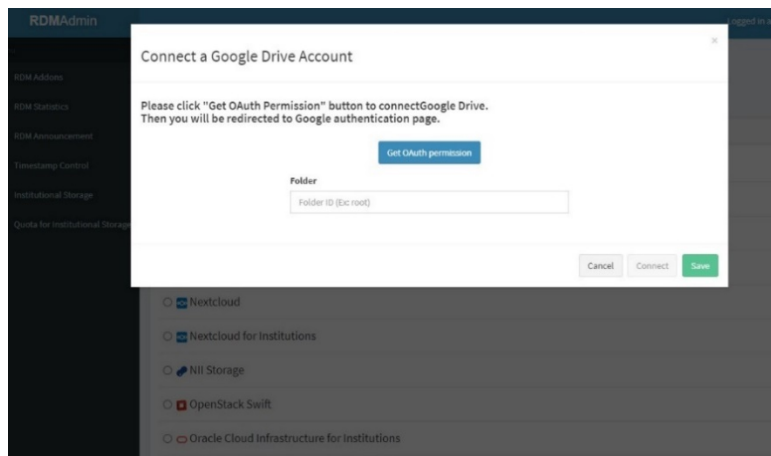 RDMAdmin
Logged in a
×
Connect a Google Drive Account
RDM Addons
RDM Statistics
RDM Announcement
Timestamp Control
Institutional Storage
Quota for Institutional Storage
Please click "Get OAuth Permission" button to connectGoogle Drive.
Then you will be redirected to Google authentication page.
Get OAuth permission
Folder
Folder ID (Ex: root)
Cancel
Connect
Save
Nextcloud
Nextcloud for Institutions
NII Storage
OpenStack Swift
Oracle Cloud Infrastructure for Institutions